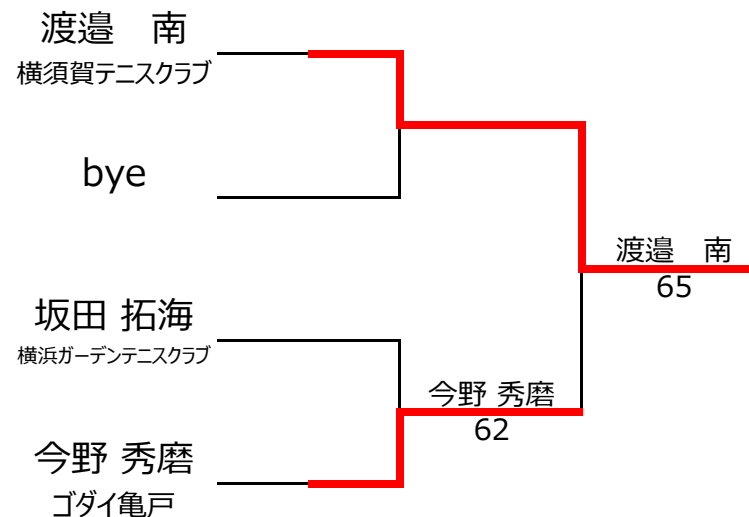 渡邉　南
横須賀テニスクラブ
bye
坂田 拓海
横浜ガーデンテニスクラブ
今野 秀磨
ゴダイ亀戸
今野 秀磨
62
渡邉　南
65